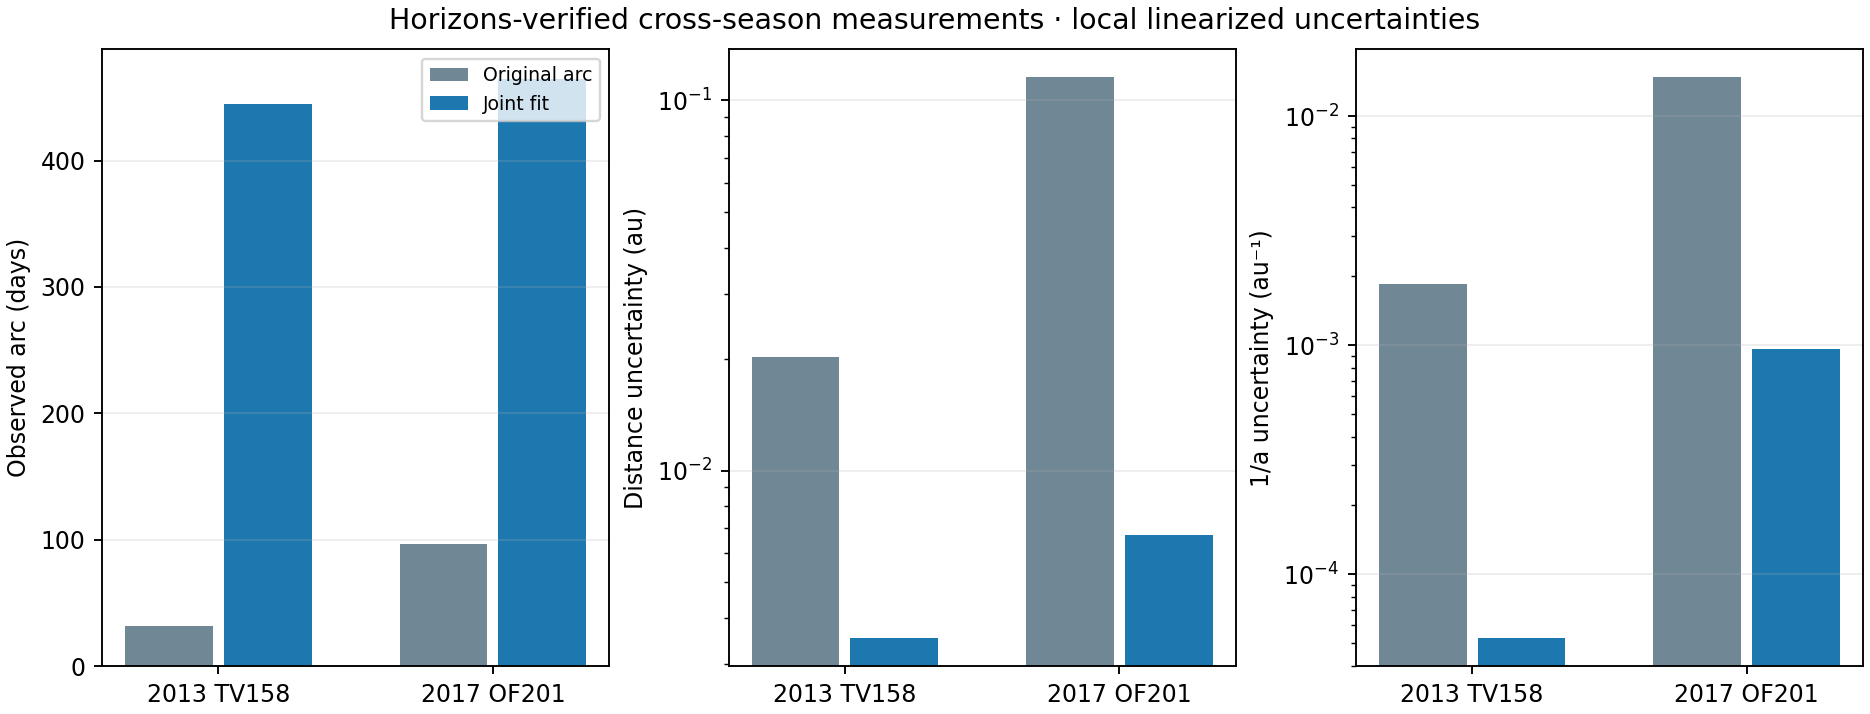 Horizons-verified cross-season measurements · local linearized uncertainties
Observed arc (days)
400
300
200
100
0
Original arc
Joint fit
2013 TV158
2017 OF201
Distance uncertainty (au)
10⁻¹
10⁻²
2013 TV158
2017 OF201
1/a uncertainty (au⁻¹)
10⁻²
10⁻³
10⁻⁴
2013 TV158
2017 OF201